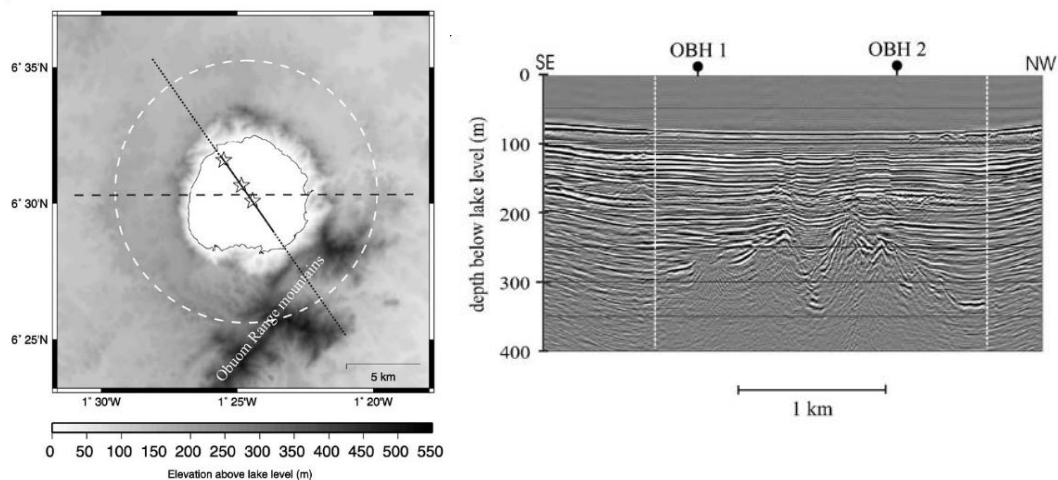 6˚ 35'N
6˚ 30'N
6˚ 25'N
Obuom Range mountains
5 km
1˚ 30'W
1˚ 25'W
1˚ 20'W
0 50 100 150 200 250 300 350 400 450 500 550
Elevation above lake level (m)
OBH 1
OBH 2
SE
NW
0
100
200
300
400
depth below lake level (m)
1 km